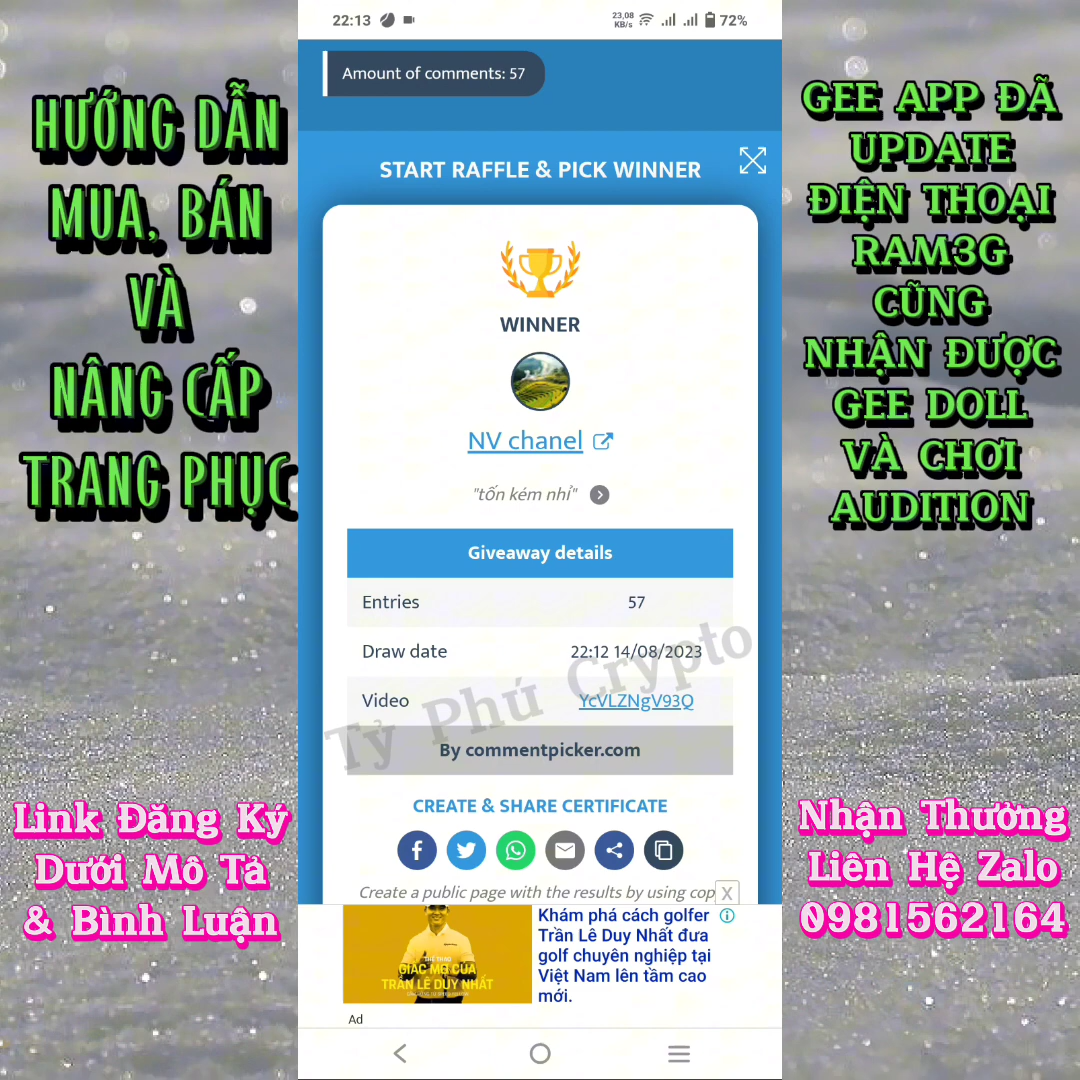 HƯỚNG DẪN
MUA, BÁN
VÀ
NÂNG CẤP
TRANG PHỤC
Link Đăng Ký
Dưới Mô Tả
& Bình Luận
22:13
23,08
KB/s
72%
Amount of comments: 57
START RAFFLE & PICK WINNER
WINNER
NV chanel
"tốn kém nhỉ"
Giveaway details
Entries 57
Draw date 22:12 14/08/2023
Video YcVLZNgV93Q
By commentpicker.com
Tỷ Phú Crypto
CREATE & SHARE CERTIFICATE
Create a public page with the results by using cop
X
GIẤC MƠ CỦA
TRẦN LÊ DUY NHẤT
Khám phá cách golfer
Trần Lê Duy Nhất đưa
golf chuyên nghiệp tại
Việt Nam lên tầm cao
mới.
Ad
GEE APP ĐÃ
UPDATE
ĐIỆN THOẠI
RAM3G
CŨNG
NHẬN ĐƯỢC
GEE DOLL
VÀ CHƠI
AUDITION
Nhận Thưởng
Liên Hệ Zalo
0981562164